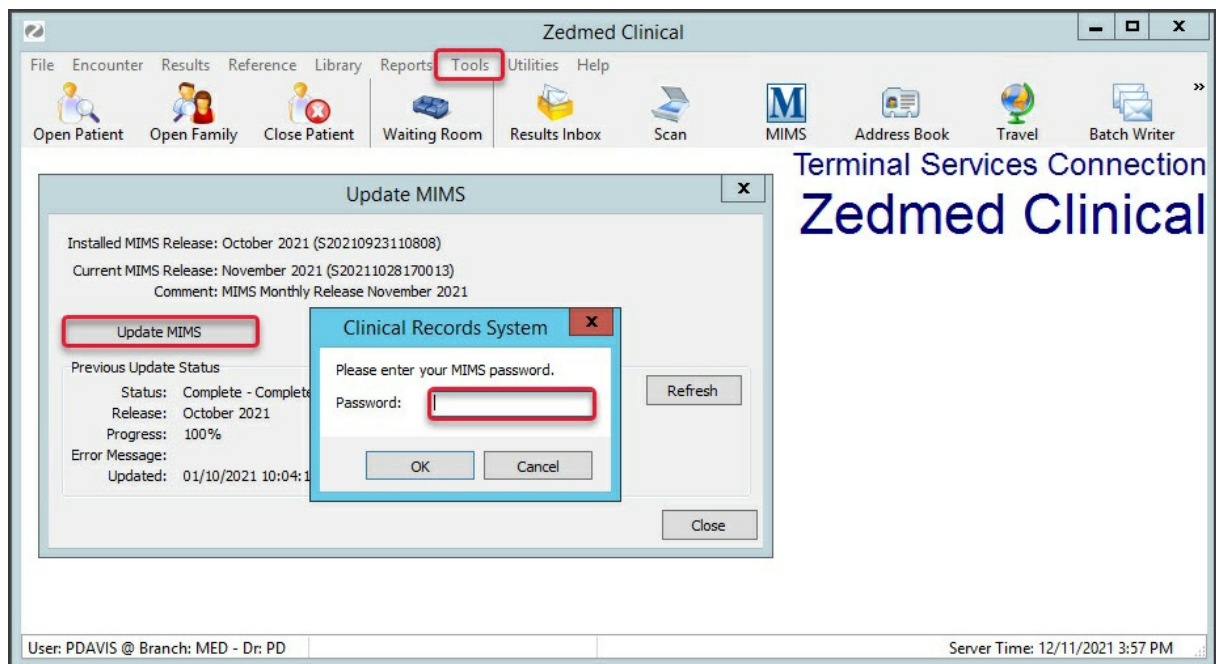 Zedmed Clinical
File Encounter Results Reference Library Reports Tools Utilities Help
Open Patient Open Family Close Patient Waiting Room Results Inbox Scan MIMS Address Book Travel Batch Writer
Terminal Services Connection
Zedmed Clinical
Update MIMS
Installed MIMS Release: October 2021 (S20210923110808)
Current MIMS Release: November 2021 (S20211028170013)
Comment: MIMS Monthly Release November 2021
Update MIMS
Previous Update Status
Status: Complete - Complete
Release: October 2021
Progress: 100%
Error Message:
Updated: 01/10/2021 10:04:1
Refresh
Close
Clinical Records System
Please enter your MIMS password.
Password:
OK Cancel
User: PDAVIS @ Branch: MED - Dr: PD
Server Time: 12/11/2021 3:57 PM